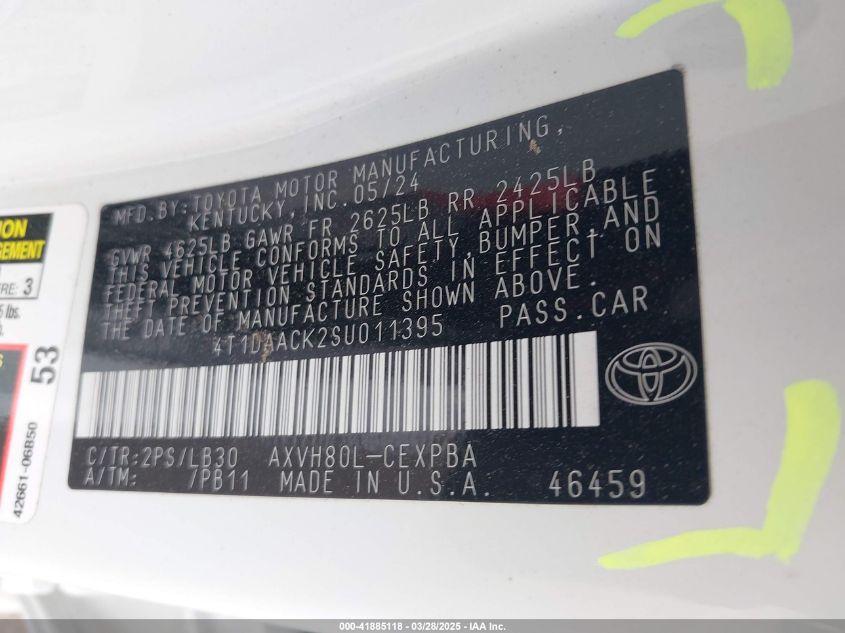 MFD.BY:TOYOTA MOTOR MANUFACTURING,
KENTUCKY, INC.05/24
GVWR 4625LB GAWR FR 2625LB RR 2425LB
THIS VEHICLE CONFORMS TO ALL APPLICABLE
FEDERAL MOTOR VEHICLE SAFETY, BUMPER, AND
THEFT PREVENTION STANDARDS IN EFFECT ON
THE DATE OF MANUFACTURE SHOWN ABOVE.
4T1DAACK2SU011395 PASS.CAR
C/TR:2PS/LB30 AXVH80L-CEXPBA
A/TM: /PB11 MADE IN U.S.A. 46459
3
lbs.
53
42661-06B50
000-41885118 - 03/28/2025 - IAA Inc.